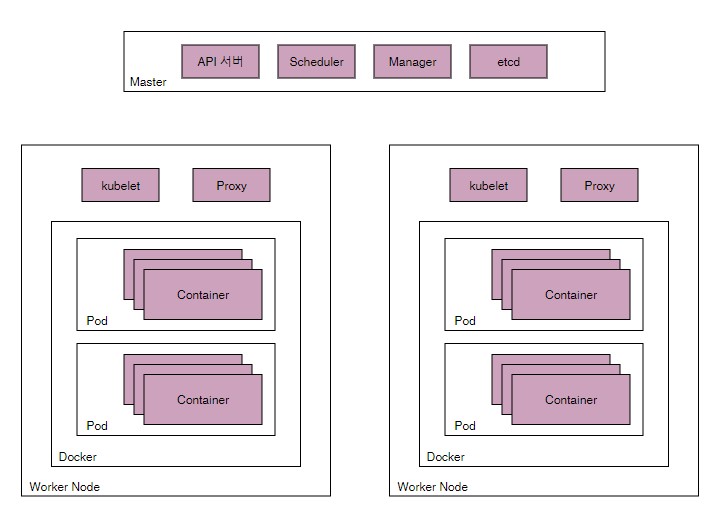 API 서버
Scheduler
Manager
etcd
Master
kubelet
Proxy
Container
Pod
Container
Pod
Docker
Worker Node
kubelet
Proxy
Container
Pod
Container
Pod
Docker
Worker Node